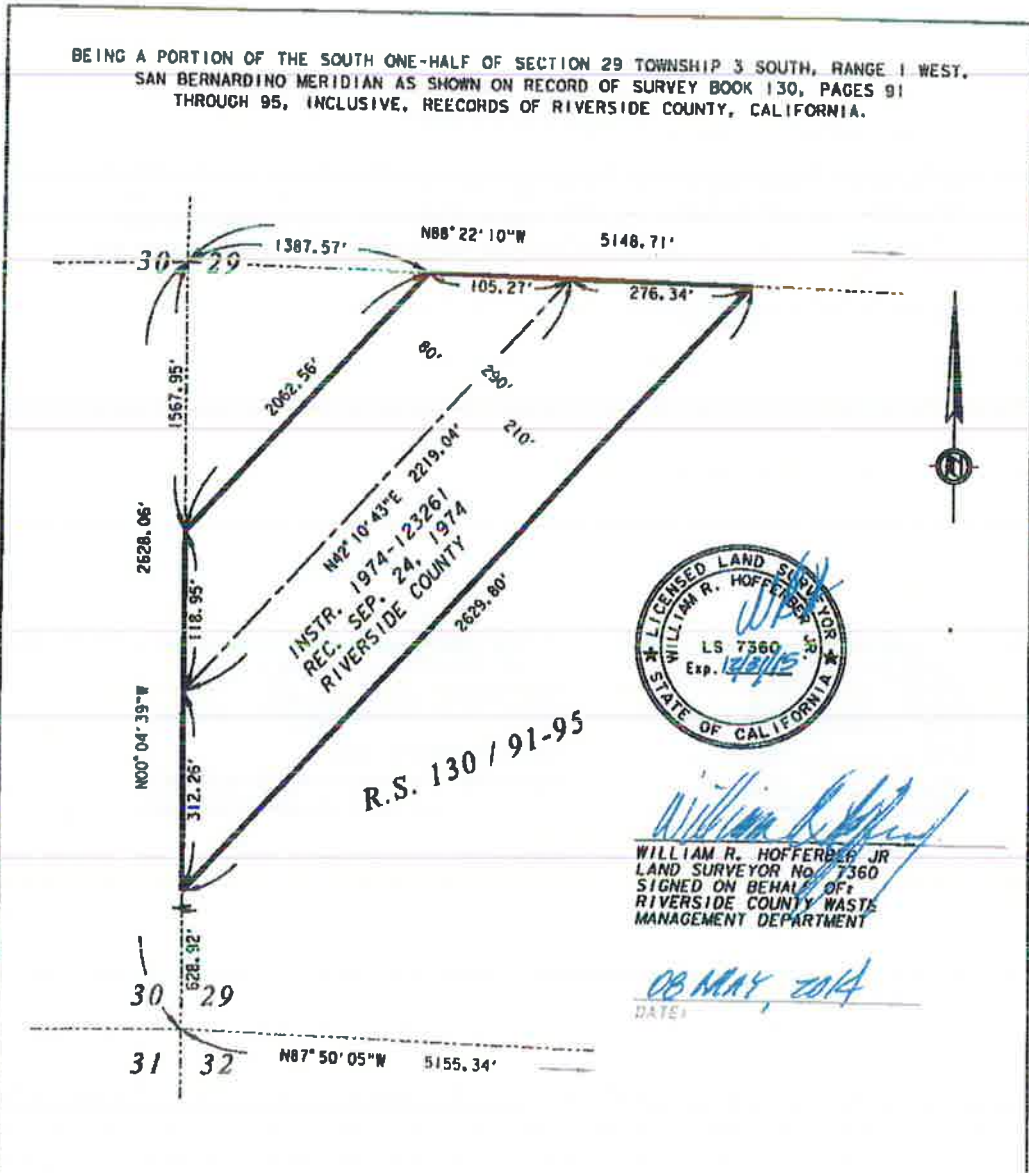 BEING A PORTION OF THE SOUTH ONE-HALF OF SECTION 29 TOWNSHIP 3 SOUTH, RANGE 1 WEST,
SAN BERNARDINO MERIDIAN AS SHOWN ON RECORD OF SURVEY BOOK 130, PAGES 91
THROUGH 95, INCLUSIVE, REECORDS OF RIVERSIDE COUNTY, CALIFORNIA.
N88°22'10"W 5148.71'
1387.57'
30 29
105.27' 276.34'
80'
290'
210'
1567.95'
2062.56'
2628.06'
N42°10'43"E 2219.04'
INSTR. 1974-123261
REC. SEP. 24, 1974
RIVERSIDE COUNTY
2629.80'
118.95'
N00°04'39"W
312.26'
R.S. 130 / 91-95
LICENSED LAND SURVEYOR
WILLIAM R. HOFFERBER JR.
LS 7360
Exp. 12/31/15
STATE OF CALIFORNIA
WILLIAM R. HOFFERBER JR
LAND SURVEYOR No. 7360
SIGNED ON BEHALF OF:
RIVERSIDE COUNTY WASTE
MANAGEMENT DEPARTMENT
08 MAY, 2014
DATE:
628.92'
30 29
31 32
N87°50'05"W 5155.34'